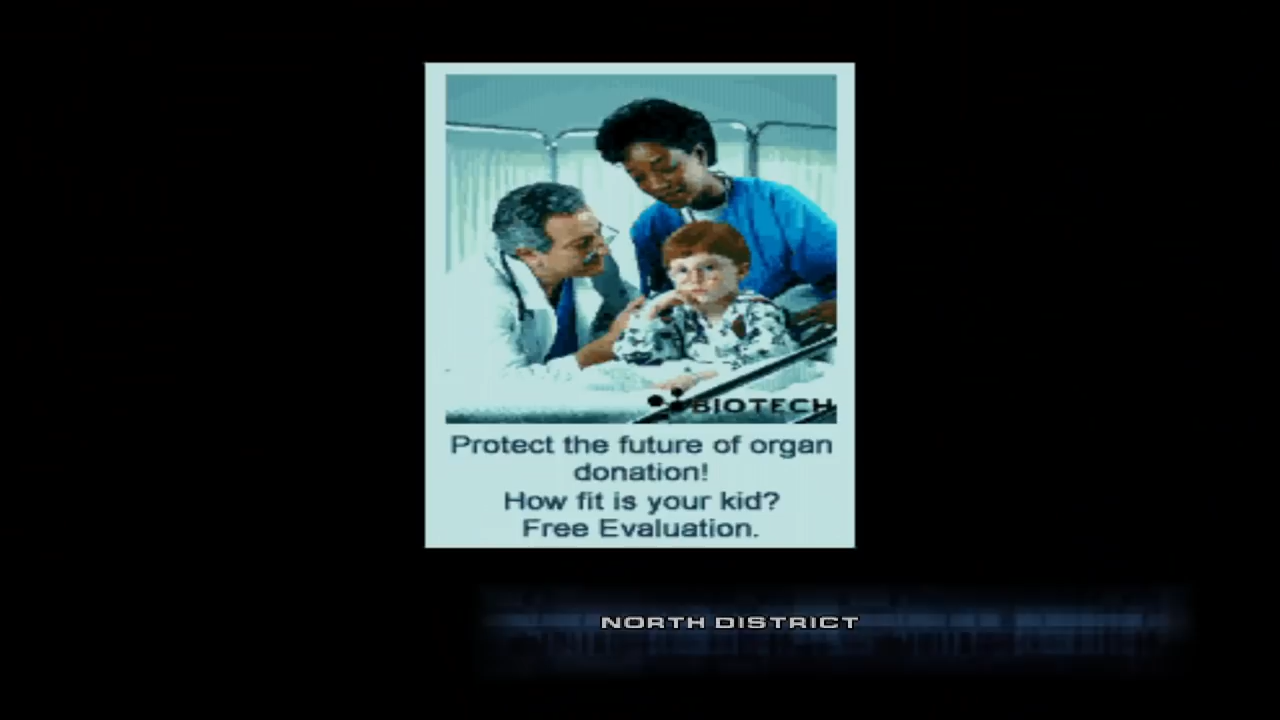 BIOTECH
Protect the future of organ
donation!
How fit is your kid?
Free Evaluation.
NORTH DISTRICT